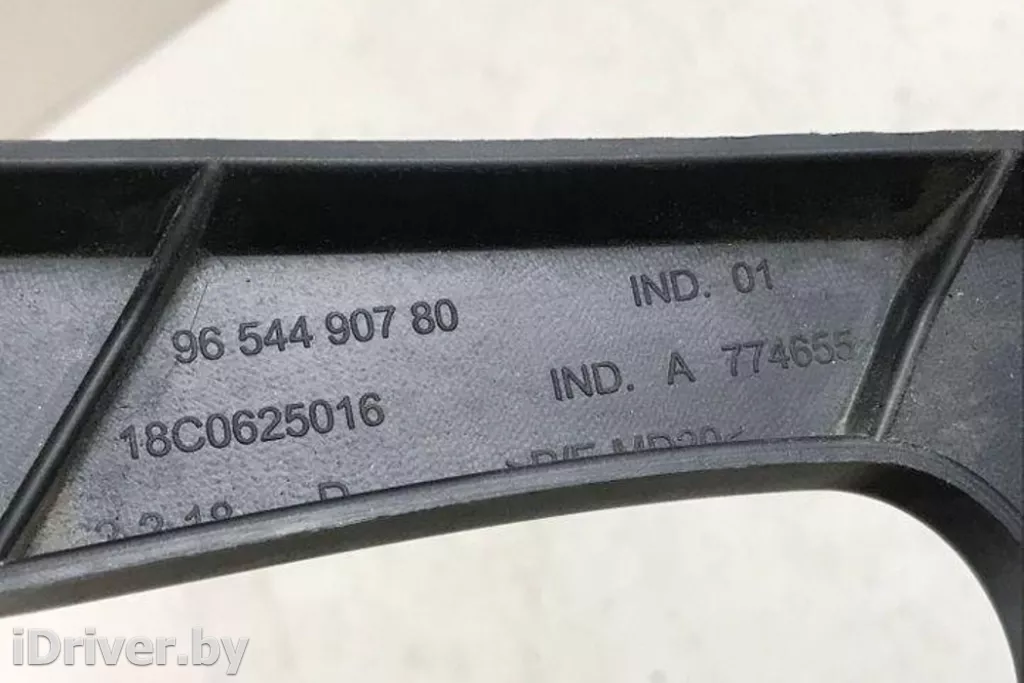 96 544 907 80 IND. 01
18C0625016 IND. A 774655
iDriver.by